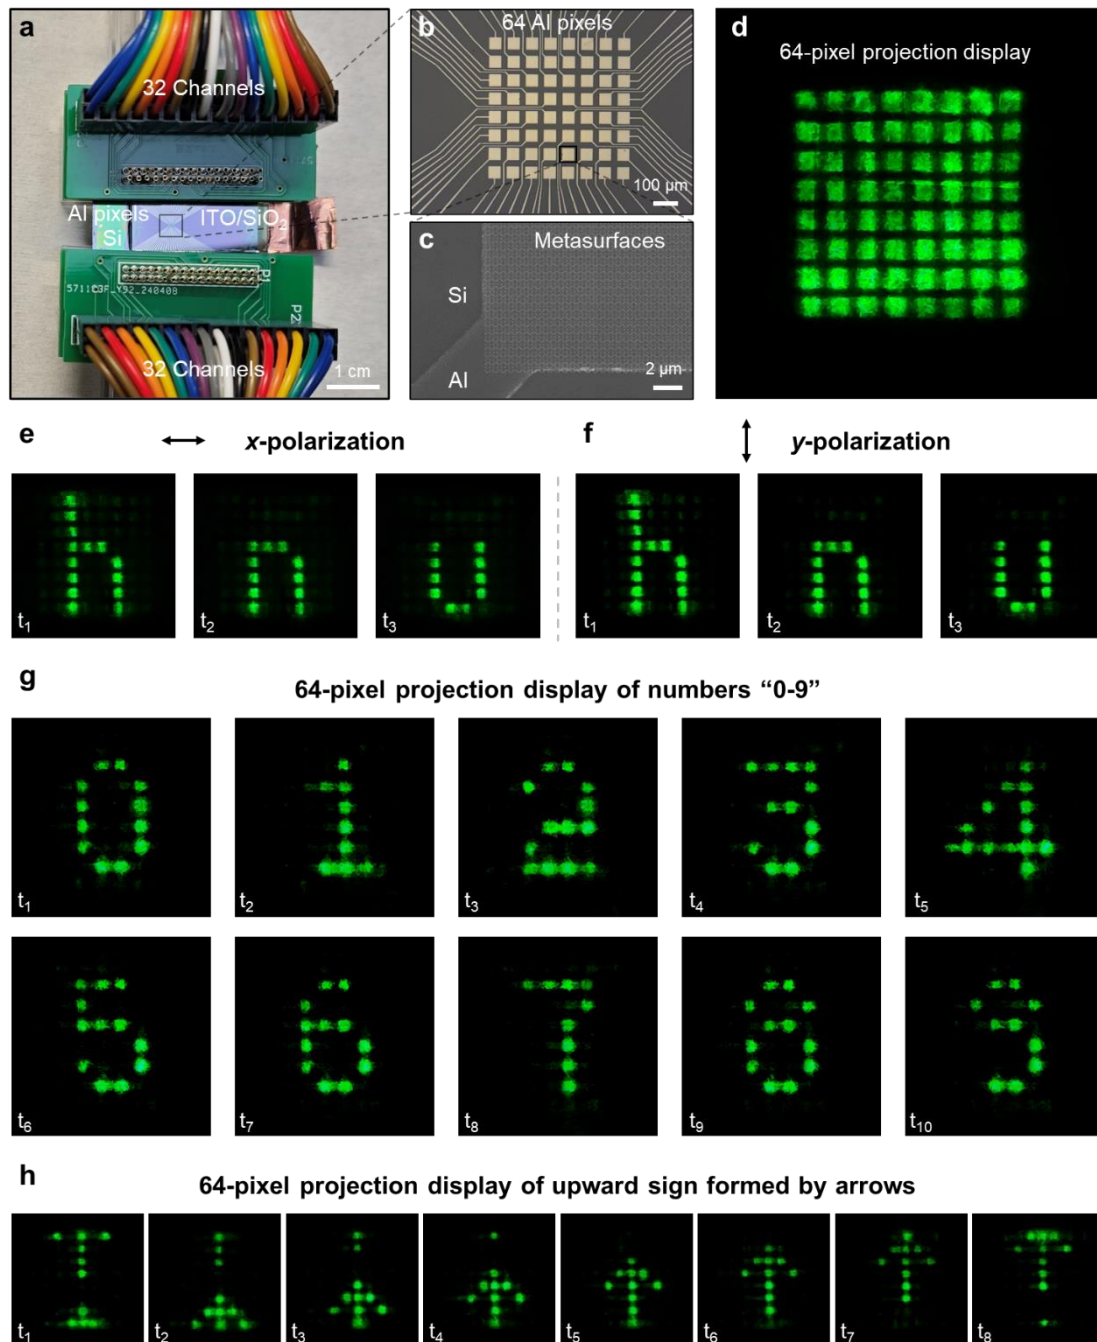 a
32 Channels
Al pixels
Si
ITO/SiO₂
P1
5711C3F_Y92_240408
32 Channels
1 cm
b
64 Al pixels
100 μm
c
Metasurfaces
Si
Al
2 μm
d
64-pixel projection display
e
x-polarization
t₁
t₂
t₃
f
y-polarization
t₁
t₂
t₃
g
64-pixel projection display of numbers “0-9”
t₁
t₂
t₃
t₄
t₅
t₆
t₇
t₈
t₉
t₁₀
h
64-pixel projection display of upward sign formed by arrows
t₁
t₂
t₃
t₄
t₅
t₆
t₇
t₈